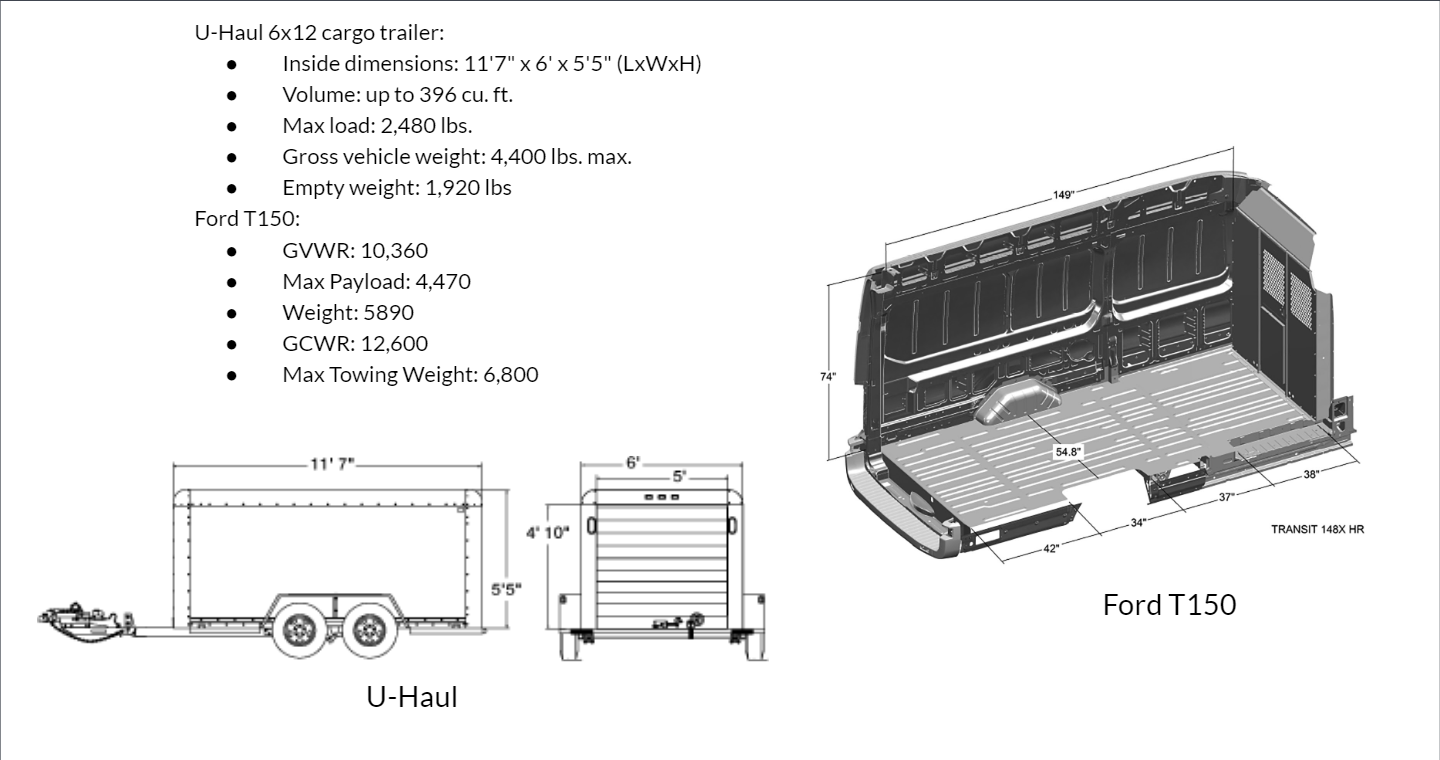 U-Haul 6x12 cargo trailer:
● Inside dimensions: 11'7" x 6' x 5'5" (LxWxH)
● Volume: up to 396 cu. ft.
● Max load: 2,480 lbs.
● Gross vehicle weight: 4,400 lbs. max.
● Empty weight: 1,920 lbs
Ford T150:
● GVWR: 10,360
● Max Payload: 4,470
● Weight: 5890
● GCWR: 12,600
● Max Towing Weight: 6,800
11' 7"
6'
5'
4' 10"
5'5"
U-Haul
149"
74"
54.8"
38"
37"
34"
42"
TRANSIT 148X HR
Ford T150